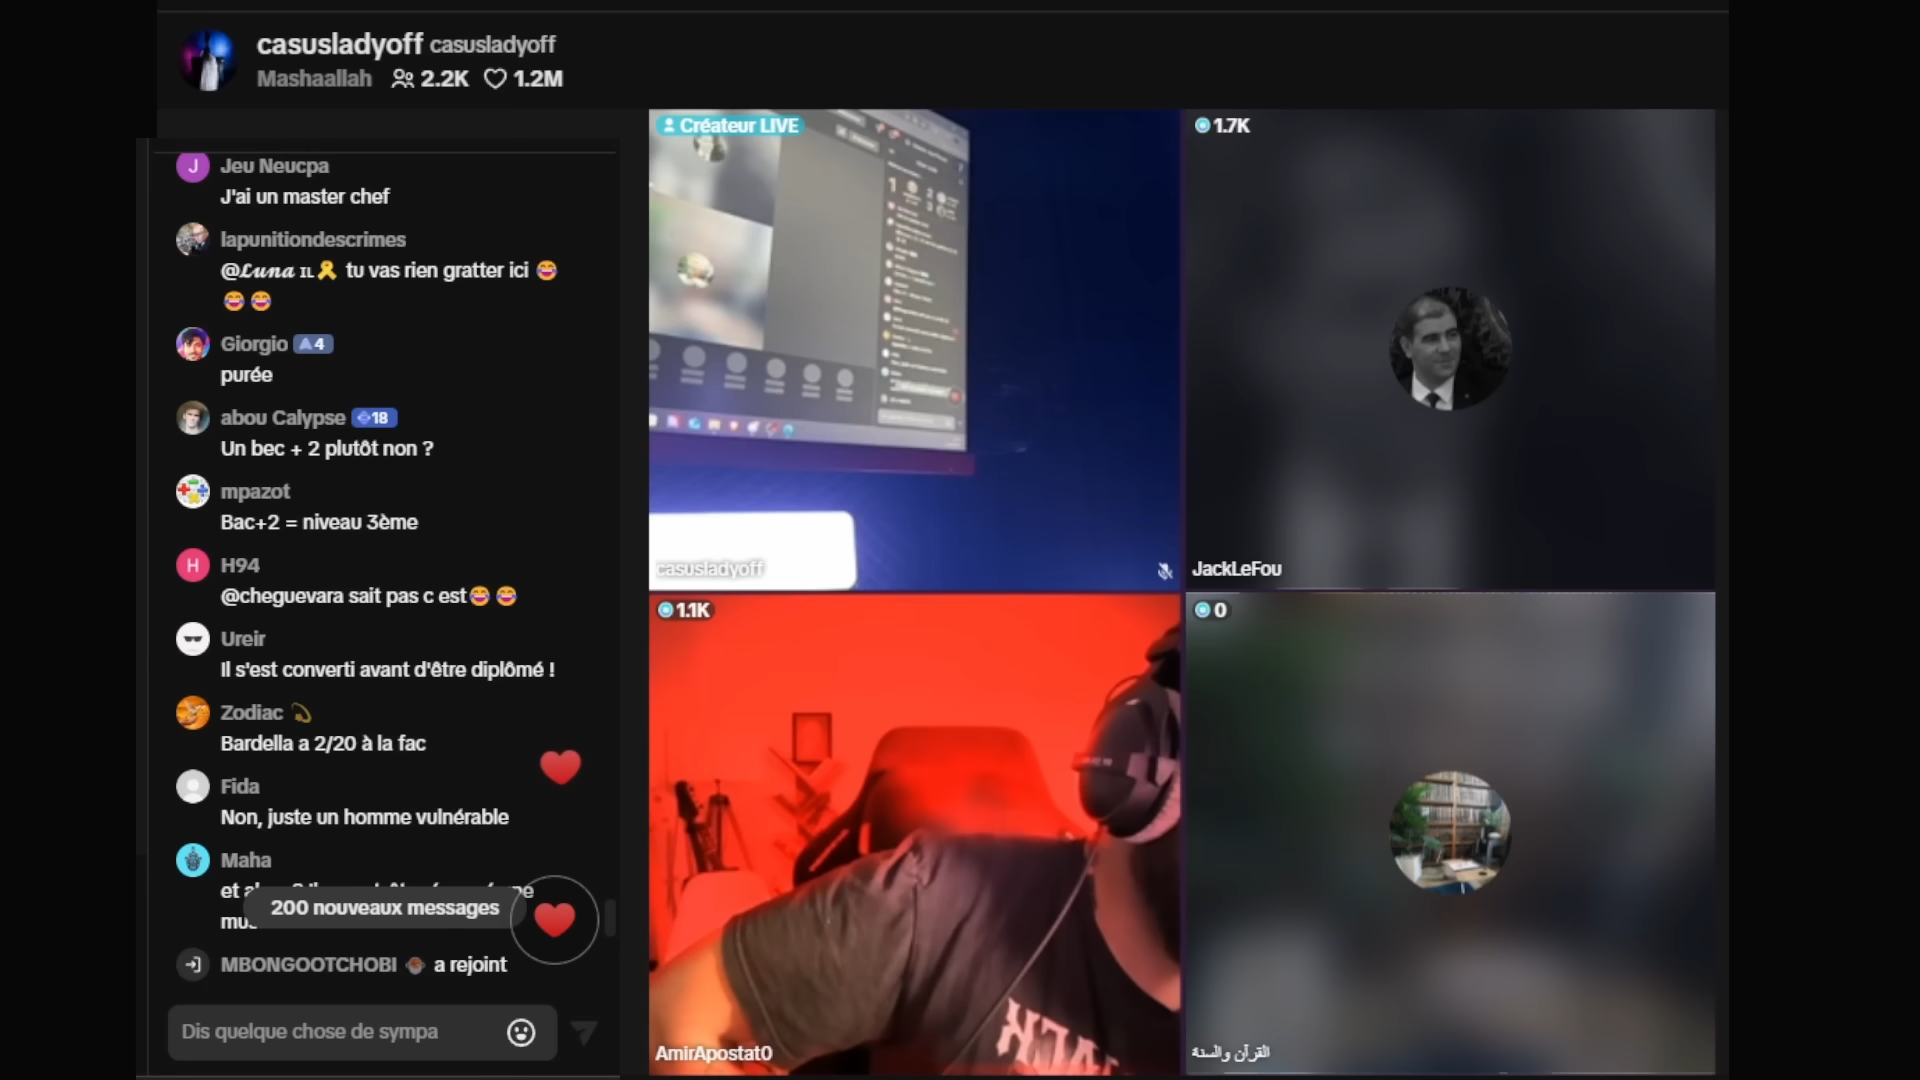 casusladyoff casusladyoff
Mashaallah 2.2K 1.2M
J
Jeu Neucpa
J'ai un master chef
lapunitiondescrimes
@𝓛𝓾𝓷𝓪 ɪʟ🎗️ tu vas rien gratter ici 😂
😂 😂
Giorgio 4
purée
abou Calypse 18
Un bec + 2 plutôt non ?
mpazot
Bac+2 = niveau 3ème
H
H94
@cheguevara sait pas c est😂 😂
Ureir
Il s'est converti avant d'être diplômé !
Zodiac 💫
Bardella a 2/20 à la fac
Fida
Non, juste un homme vulnérable
Maha
et
200 nouveaux messages
MBONGOOTCHOBI a rejoint
Dis quelque chose de sympa
Créateur LIVE
casusladyoff
1.7K
JackLeFou
1.1K
AmirApostat0
0
القرآن والسنة